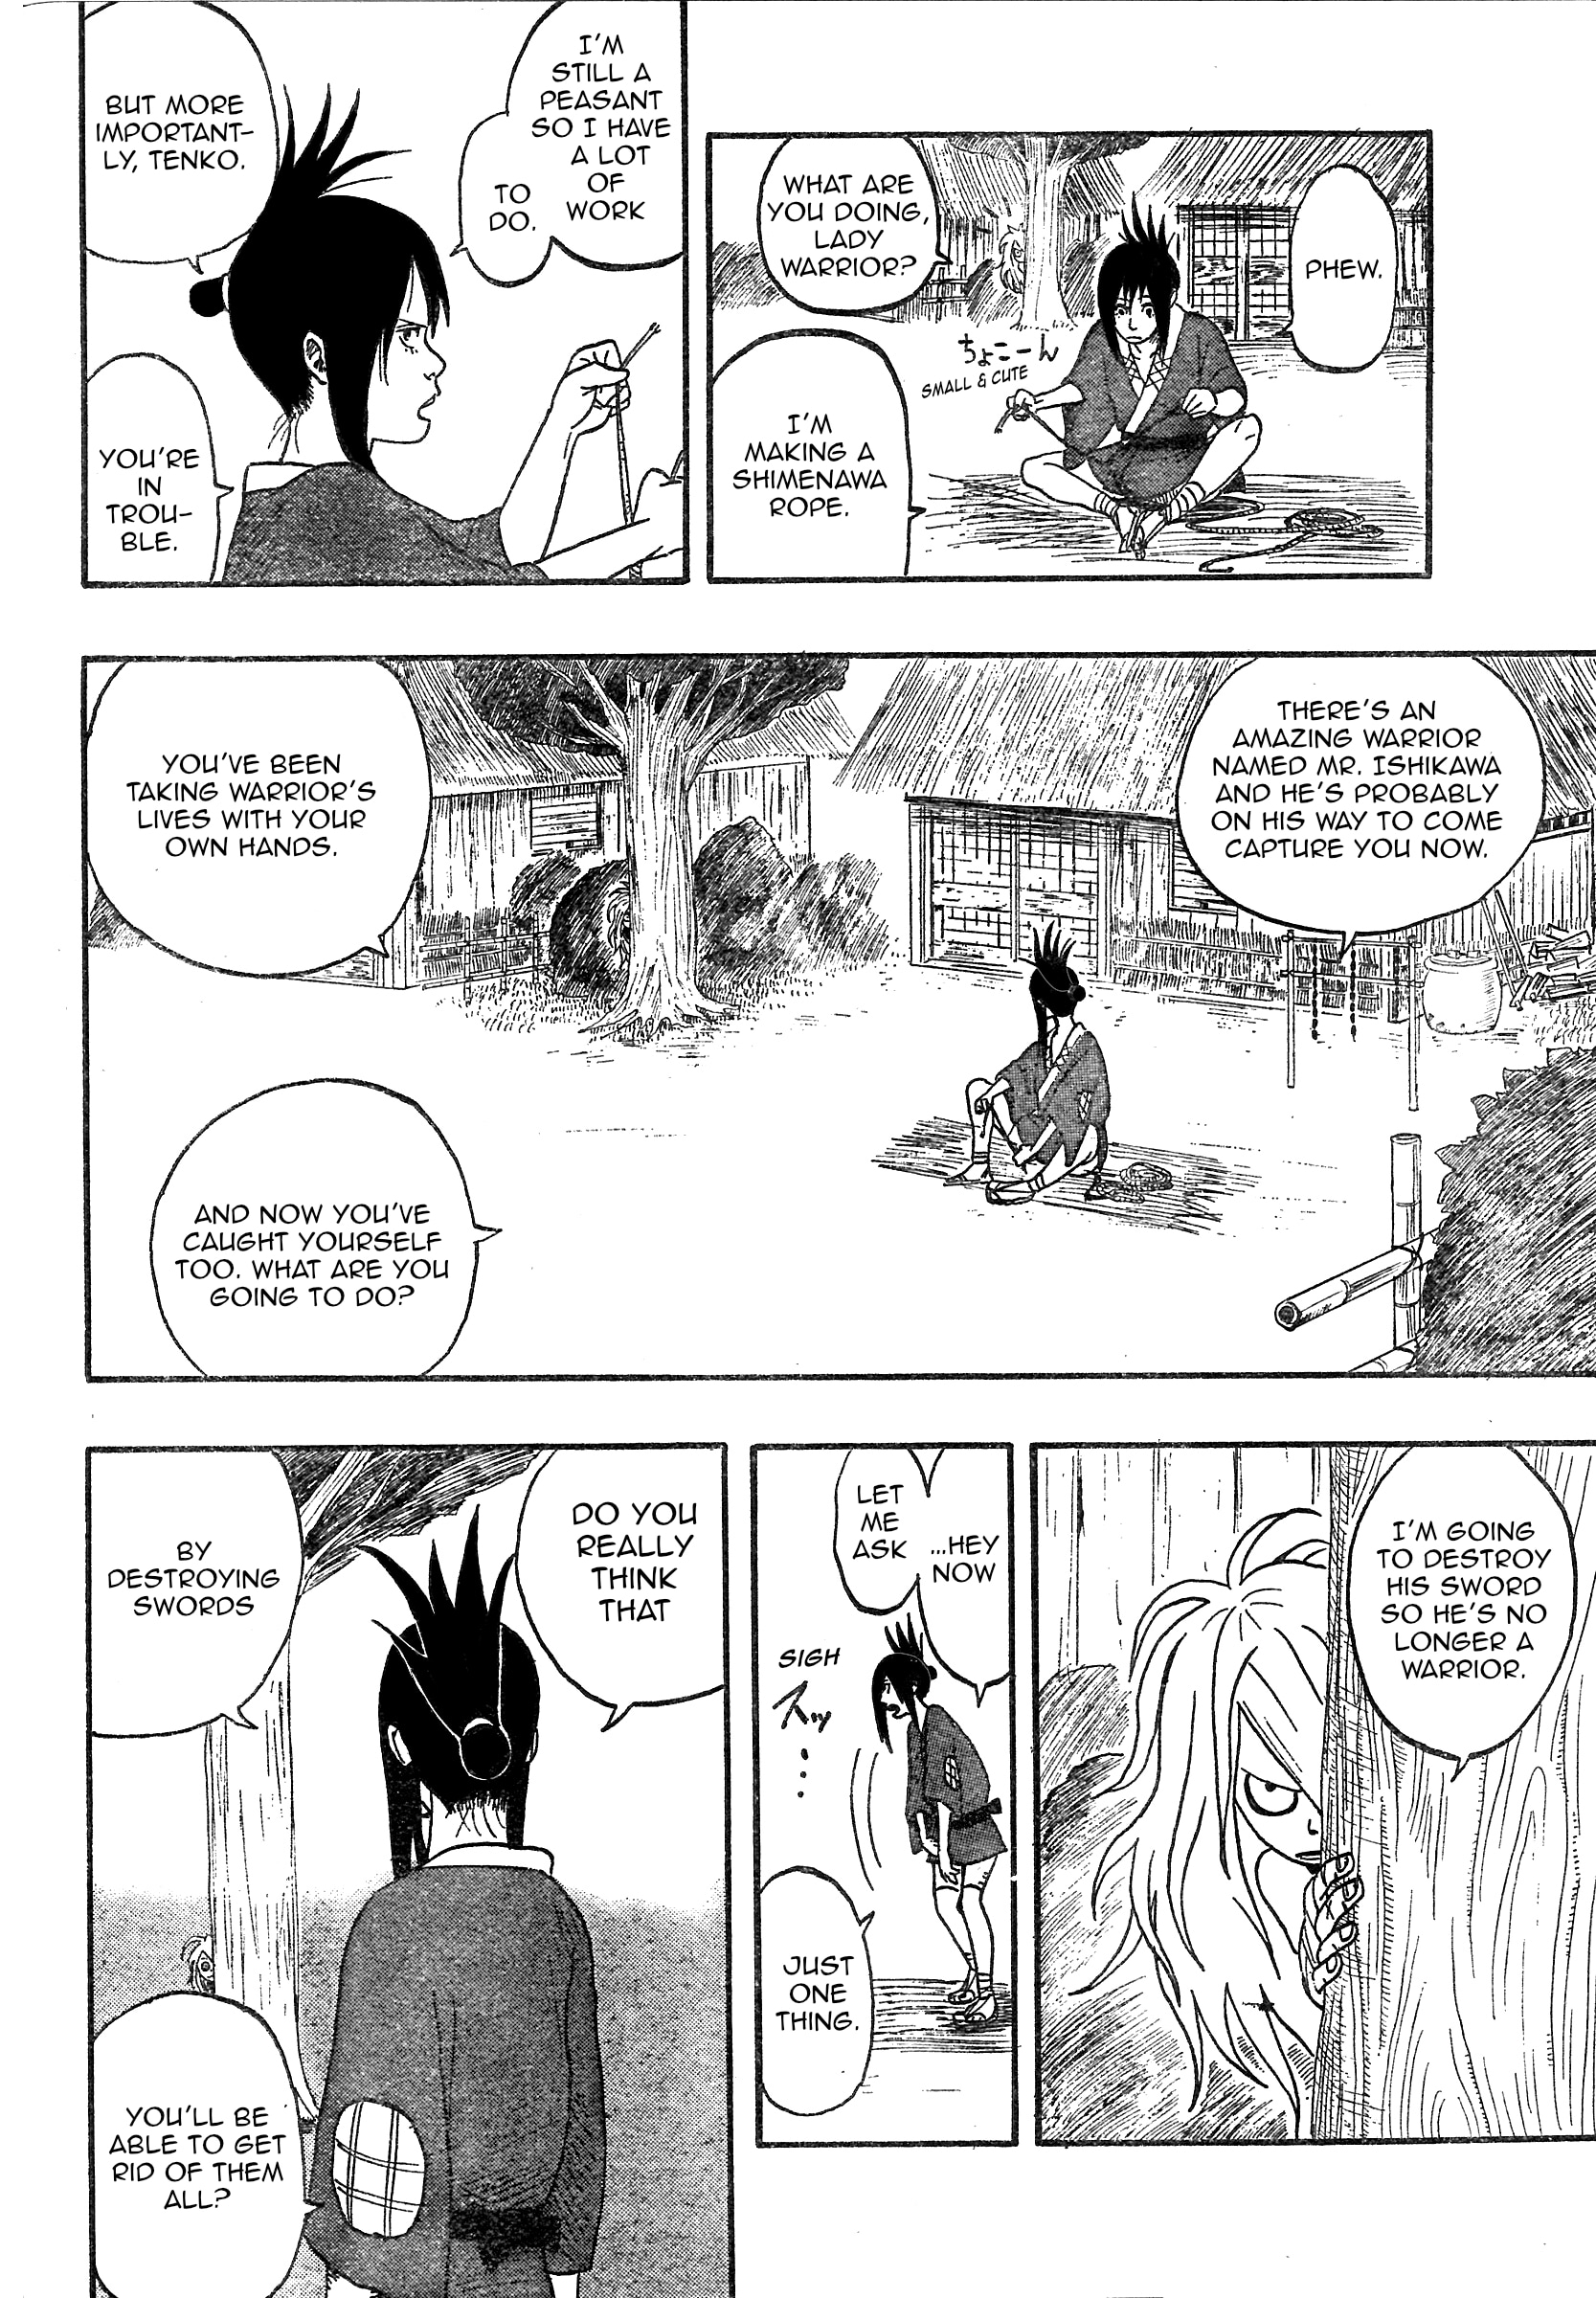 PHEW.
WHAT ARE
YOU DOING,
LADY
WARRIOR?
ちょこーん
SMALL & CUTE
I'M
MAKING A
SHIMENAWA
ROPE.
I'M
STILL A
PEASANT
SO I HAVE
A LOT
OF
WORK
TO
DO.
BUT MORE
IMPORTANT-
LY, TENKO.
YOU'RE
IN
TROU-
BLE.
THERE'S AN
AMAZING WARRIOR
NAMED MR. ISHIKAWA
AND HE'S PROBABLY
ON HIS WAY TO COME
CAPTURE YOU NOW.
YOU'VE BEEN
TAKING WARRIOR'S
LIVES WITH YOUR
OWN HANDS.
AND NOW YOU'VE
CAUGHT YOURSELF
TOO. WHAT ARE YOU
GOING TO DO?
I'M GOING
TO DESTROY
HIS SWORD
SO HE'S NO
LONGER A
WARRIOR.
...HEY
NOW
LET
ME
ASK
SIGH
JUST
ONE
THING.
DO YOU
REALLY
THINK
THAT
BY
DESTROYING
SWORDS
YOU'LL BE
ABLE TO GET
RID OF THEM
ALL?